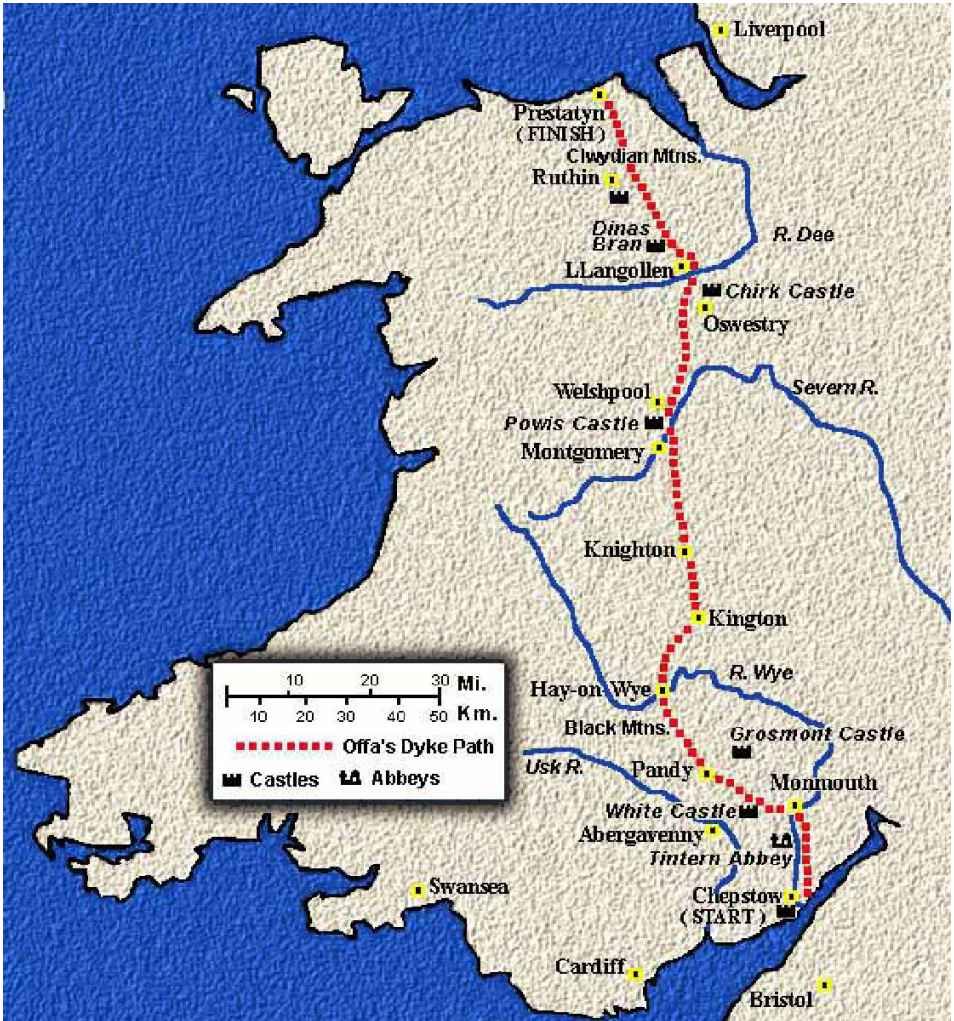 Liverpool
Prestatyn
( FINISH )
Clwydian Mtns.
Ruthin
Dinas
Bran
R. Dee
LLangollen
Chirk Castle
Oswestry
Welshpool
Severn R.
Powis Castle
Montgomery
Knighton
Kington
R. Wye
Hay-on-Wye
Black Mtns.
Grosmont Castle
Usk R.
Pandy
Monmouth
White Castle
Abergavenny
Tintern Abbey
Chepstow
( START )
Swansea
Cardiff
Bristol
10 20 30 Mi.
10 20 30 40 50 Km.
Offa's Dyke Path
Castles Abbeys